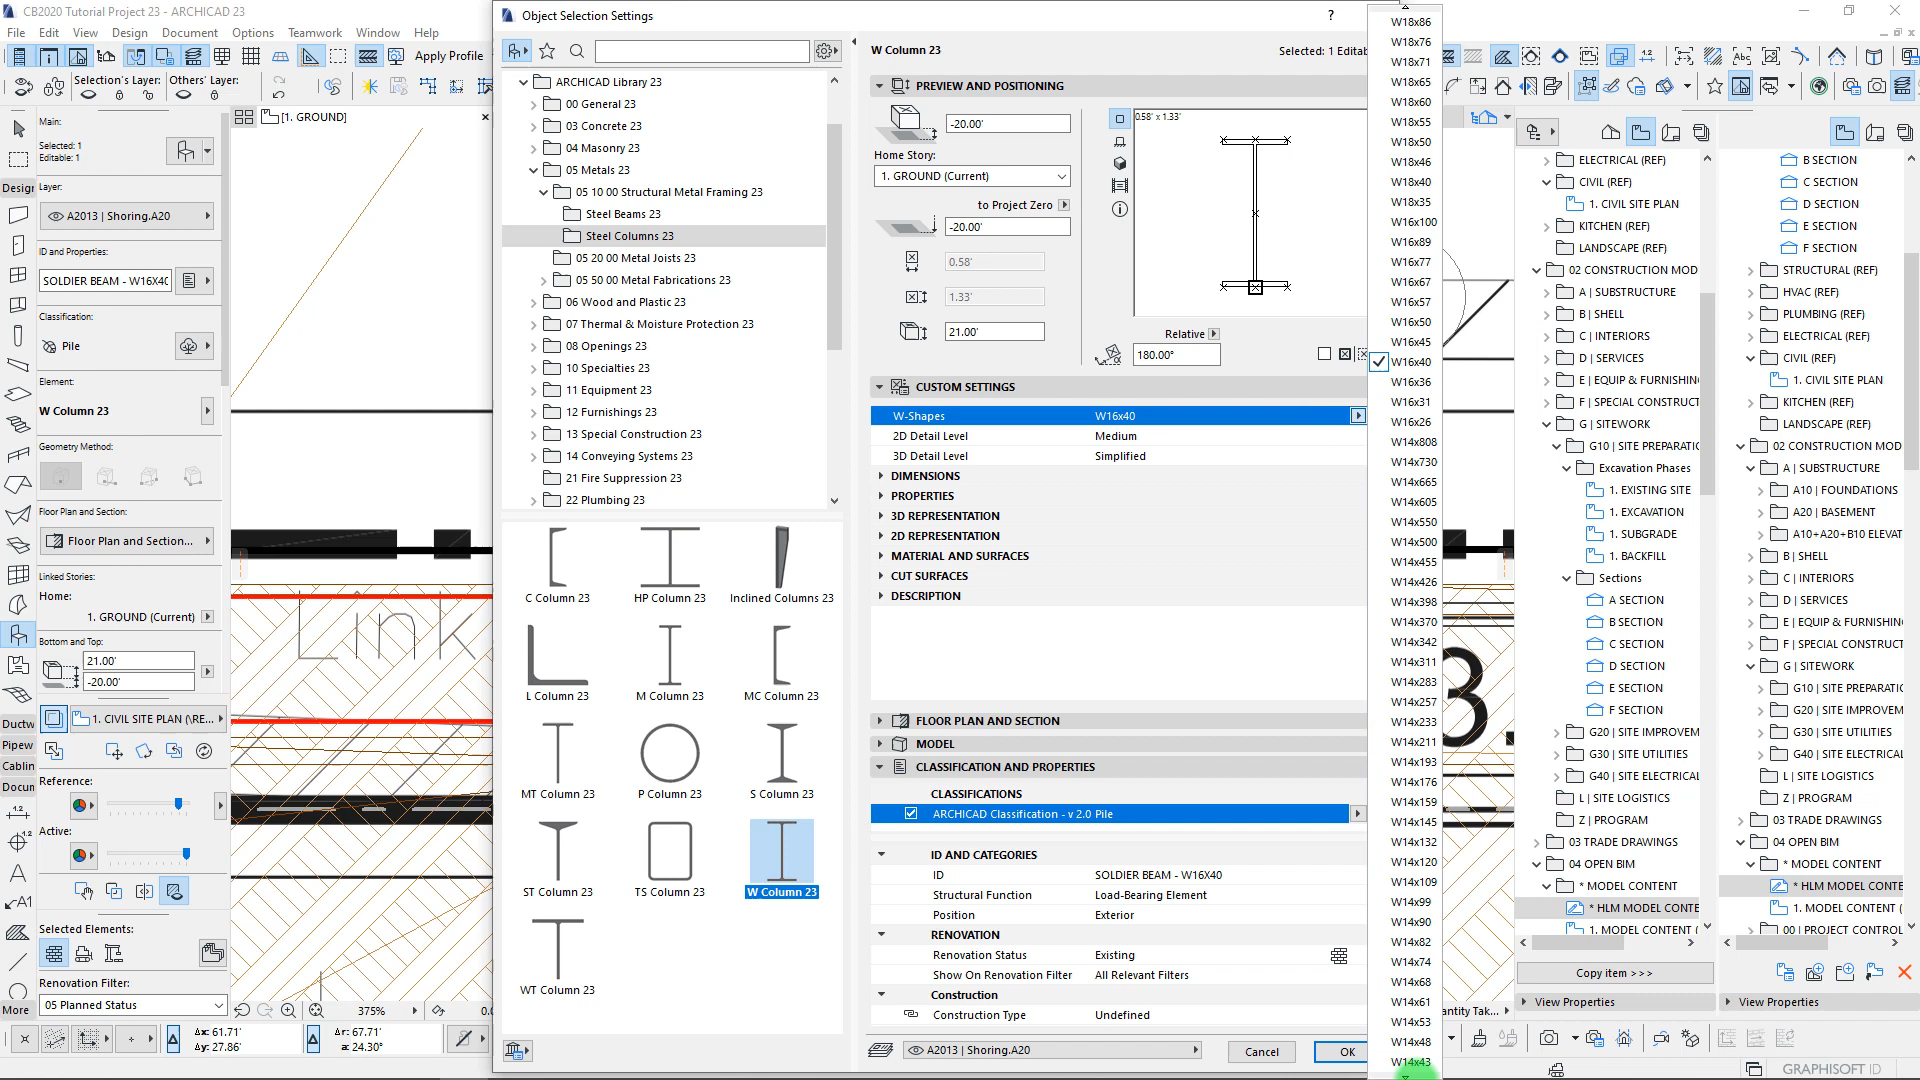 CB2020 Tutorial Project 23 - ARCHICAD 23
File Edit View Design Document Options Teamwork Window Help
Apply Profile
Selection's Layer: Others' Layer:
Main:
Selected: 1
Editable: 1
Design
Layer:
A2013 | Shoring.A20
ID and Properties:
SOLDIER BEAM - W16X40
Classification:
Pile
Element:
W Column 23
Geometry Method:
Floor Plan and Section:
Floor Plan and Section...
Linked Stories:
Home:
1. GROUND (Current)
Bottom and Top:
21.00'
-20.00'
1. CIVIL SITE PLAN (\RE...
Ductw
Pipew
Cablin
Docum
Reference:
Active:
Selected Elements:
Renovation Filter:
05 Planned Status
More
[1. GROUND]
Link
375%
0.0
Δx: 61.71'
Δy: 27.86'
Δr: 67.71'
a: 24.30°
Object Selection Settings
?
ARCHICAD Library 23
00 General 23
03 Concrete 23
04 Masonry 23
05 Metals 23
05 10 00 Structural Metal Framing 23
Steel Beams 23
Steel Columns 23
05 20 00 Metal Joists 23
05 50 00 Metal Fabrications 23
06 Wood and Plastic 23
07 Thermal & Moisture Protection 23
08 Openings 23
10 Specialties 23
11 Equipment 23
12 Furnishings 23
13 Special Construction 23
14 Conveying Systems 23
21 Fire Suppression 23
22 Plumbing 23
C Column 23
HP Column 23
Inclined Columns 23
L Column 23
M Column 23
MC Column 23
MT Column 23
P Column 23
S Column 23
ST Column 23
TS Column 23
W Column 23
WT Column 23
W Column 23
Selected: 1 Editab
PREVIEW AND POSITIONING
-20.00'
Home Story:
1. GROUND (Current)
to Project Zero
-20.00'
0.58'
1.33'
21.00'
0.58' x 1.33'
Relative
180.00°
CUSTOM SETTINGS
W-Shapes W16x40
2D Detail Level Medium
3D Detail Level Simplified
DIMENSIONS
PROPERTIES
3D REPRESENTATION
2D REPRESENTATION
MATERIAL AND SURFACES
CUT SURFACES
DESCRIPTION
FLOOR PLAN AND SECTION
MODEL
CLASSIFICATION AND PROPERTIES
CLASSIFICATIONS
ARCHICAD Classification - v 2.0 Pile
ID AND CATEGORIES
ID SOLDIER BEAM - W16X40
Structural Function Load-Bearing Element
Position Exterior
RENOVATION
Renovation Status Existing
Show On Renovation Filter All Relevant Filters
Construction
Construction Type Undefined
A2013 | Shoring.A20
Cancel
OK
W18x86
W18x76
W18x71
W18x65
W18x60
W18x55
W18x50
W18x46
W18x40
W18x35
W16x100
W16x89
W16x77
W16x67
W16x57
W16x50
W16x45
W16x40
W16x36
W16x31
W16x26
W14x808
W14x730
W14x665
W14x605
W14x550
W14x500
W14x455
W14x426
W14x398
W14x370
W14x342
W14x311
W14x283
W14x257
W14x233
W14x211
W14x193
W14x176
W14x159
W14x145
W14x132
W14x120
W14x109
W14x99
W14x90
W14x82
W14x74
W14x68
W14x61
W14x53
W14x48
W14x43
3.
ELECTRICAL (REF)
CIVIL (REF)
1. CIVIL SITE PLAN
KITCHEN (REF)
LANDSCAPE (REF)
02 CONSTRUCTION MOD
A | SUBSTRUCTURE
B | SHELL
C | INTERIORS
D | SERVICES
E | EQUIP & FURNISHIN
F | SPECIAL CONSTRUCT
G | SITEWORK
G10 | SITE PREPARATIC
Excavation Phases
1. EXISTING SITE
1. EXCAVATION
1. SUBGRADE
1. BACKFILL
Sections
A SECTION
B SECTION
C SECTION
D SECTION
E SECTION
F SECTION
G20 | SITE IMPROVEM
G30 | SITE UTILITIES
G40 | SITE ELECTRICAL
L | SITE LOGISTICS
Z | PROGRAM
03 TRADE DRAWINGS
04 OPEN BIM
* MODEL CONTENT
* HLM MODEL CONTE
1. MODEL CONTENT (
Copy item > > >
View Properties
antity Tak...
B SECTION
C SECTION
D SECTION
E SECTION
F SECTION
STRUCTURAL (REF)
HVAC (REF)
PLUMBING (REF)
ELECTRICAL (REF)
CIVIL (REF)
1. CIVIL SITE PLAN
KITCHEN (REF)
LANDSCAPE (REF)
02 CONSTRUCTION MOD
A | SUBSTRUCTURE
A10 | FOUNDATIONS
A20 | BASEMENT
A10+A20+B10 ELEVAT
B | SHELL
C | INTERIORS
D | SERVICES
E | EQUIP & FURNISHIN
F | SPECIAL CONSTRUCT
G | SITEWORK
G10 | SITE PREPARATIC
G20 | SITE IMPROVEM
G30 | SITE UTILITIES
G40 | SITE ELECTRICAL
L | SITE LOGISTICS
Z | PROGRAM
03 TRADE DRAWINGS
04 OPEN BIM
* MODEL CONTENT
* HLM MODEL CONTE
1. MODEL CONTENT (
00 | PROJECT CONTROL
View Properties
GRAPHISOFT ID